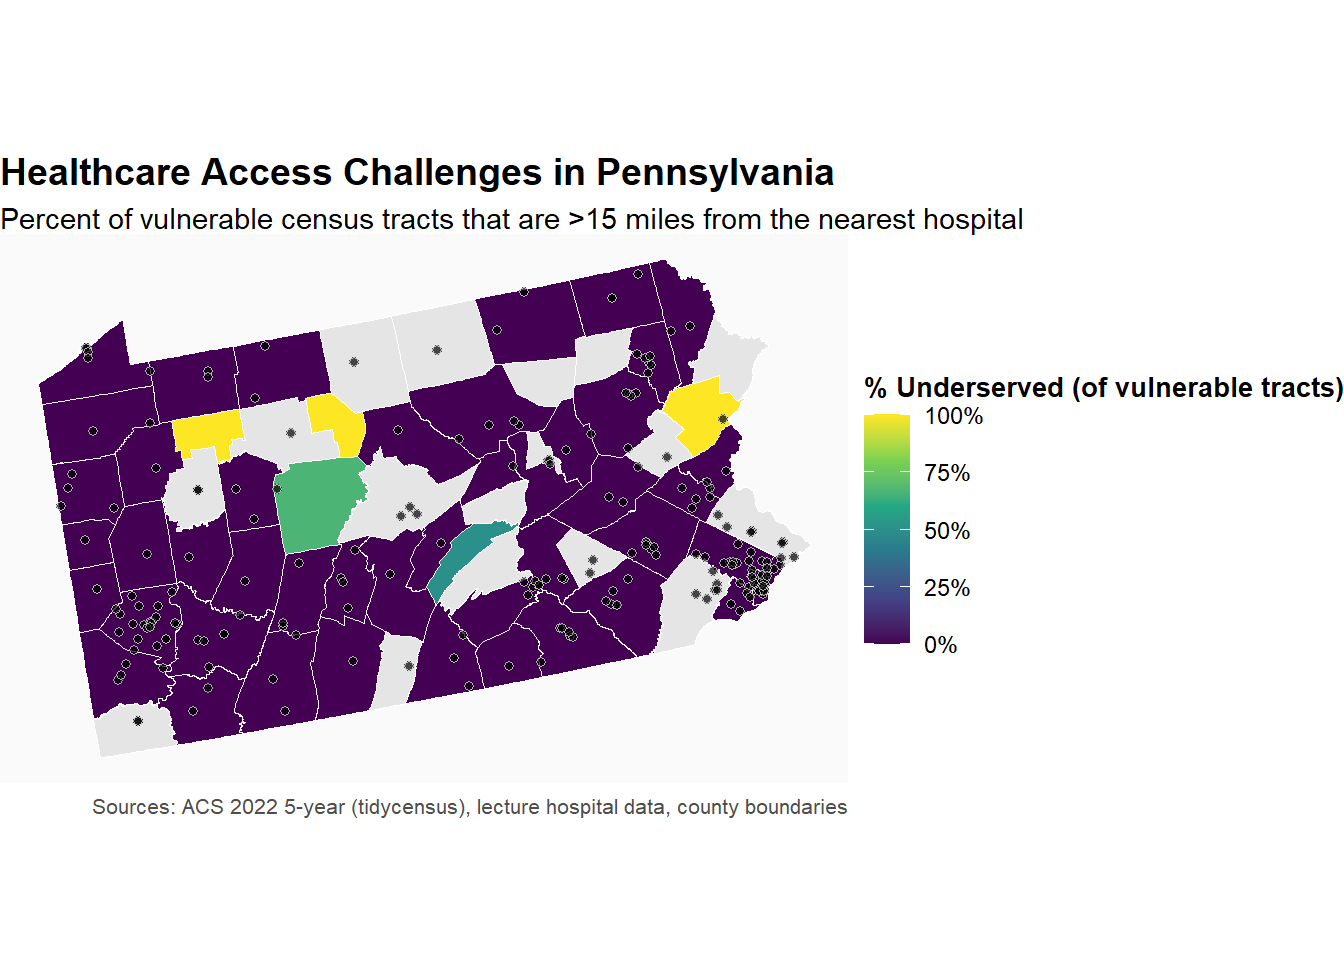 Healthcare Access Challenges in Pennsylvania
Percent of vulnerable census tracts that are >15 miles from the nearest hospital
% Underserved (of vulnerable tracts)
100%
75%
50%
25%
0%
Sources: ACS 2022 5-year (tidycensus), lecture hospital data, county boundaries